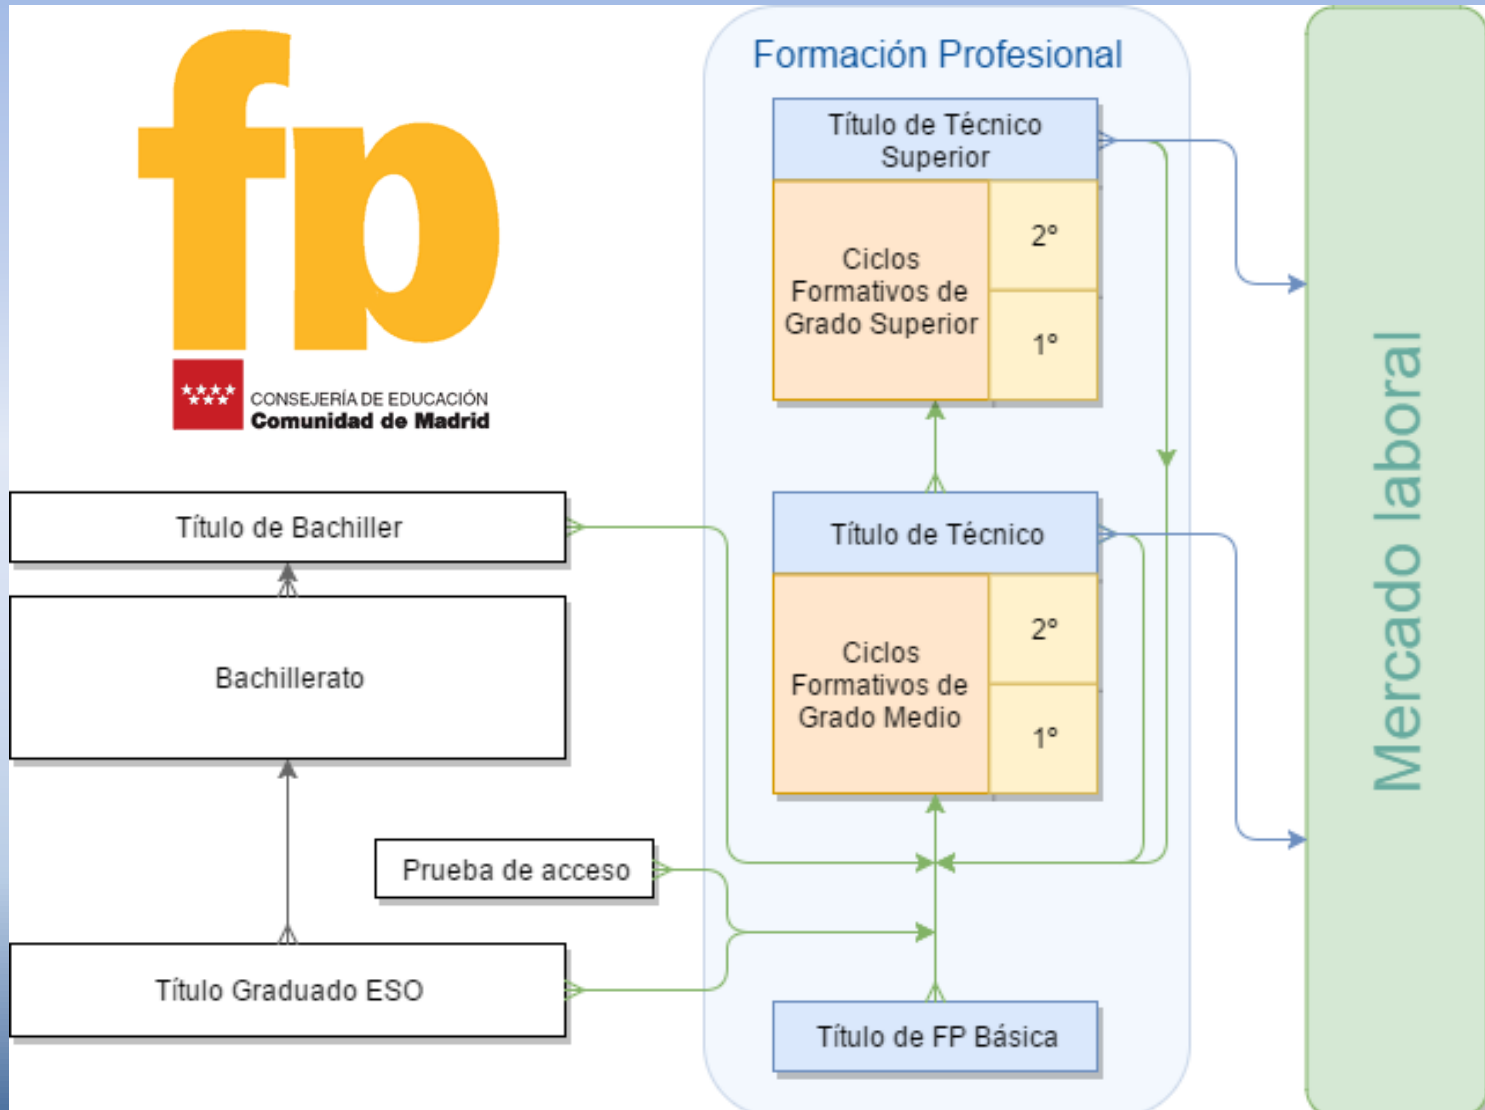 fp
CONSEJERÍA DE EDUCACIÓN
Comunidad de Madrid
Formación Profesional
Título de Técnico
Superior
Ciclos
Formativos de
Grado Superior
2º
1º
Título de Bachiller
Bachillerato
Prueba de acceso
Título Graduado ESO
Título de Técnico
Ciclos
Formativos de
Grado Medio
2º
1º
Título de FP Básica
Mercado laboral